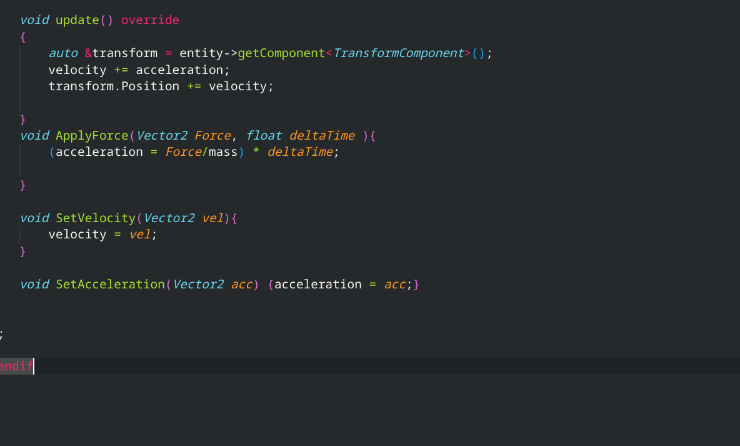 void update() override
{
auto &transform = entity->getComponent<TransformComponent>();
velocity += acceleration;
transform.Position += velocity;
}
void ApplyForce(Vector2 Force, float deltaTime ){
(acceleration = Force/mass) * deltaTime;
}
void SetVelocity(Vector2 vel){
velocity = vel;
}
void SetAcceleration(Vector2 acc) {acceleration = acc;}
;
endif